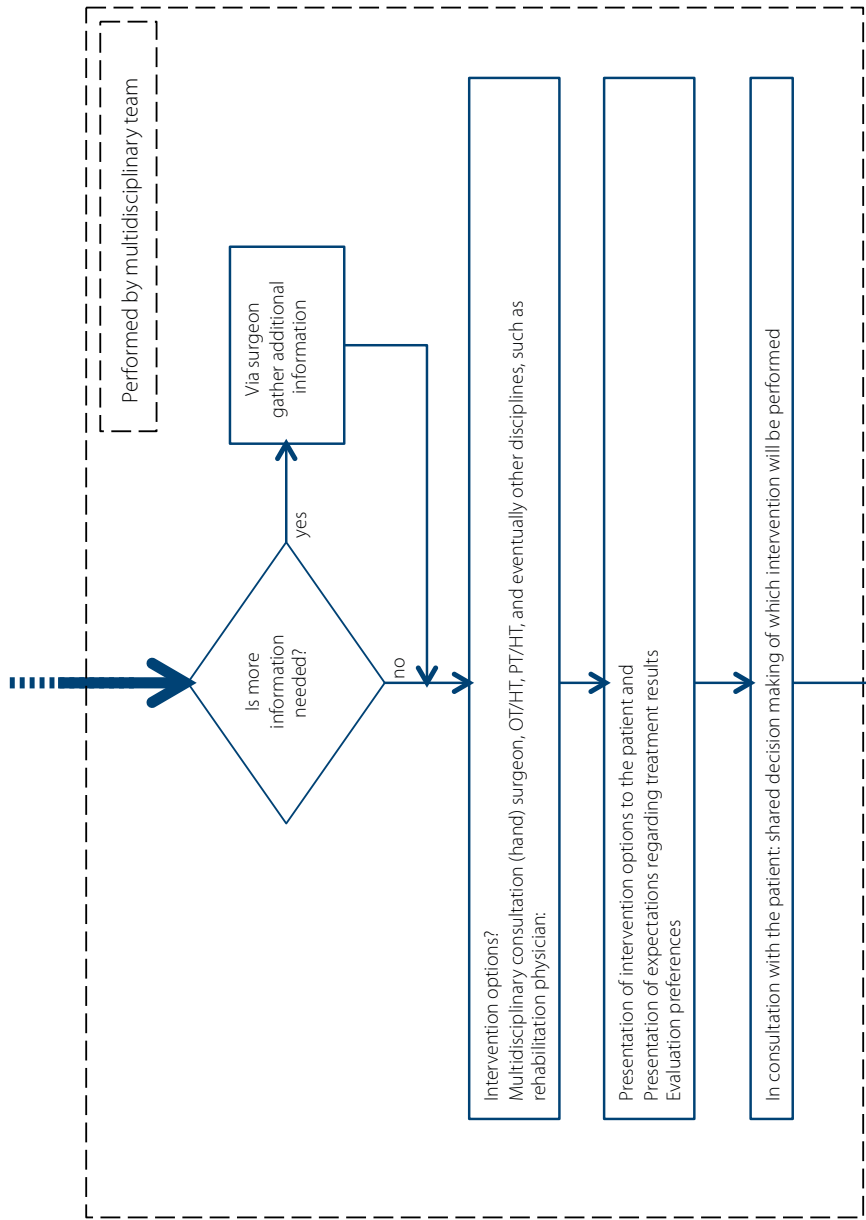 Performed by multidisciplinary team
Is more
information
needed?
yes
Via surgeon
gather additional
information
no
Intervention options?
Multidisciplinary consultation (hand) surgeon, OT/HT, PT/HT, and eventually other disciplines, such as
rehabilitation physician:
Presentation of intervention options to the patient and
Presentation of expectations regarding treatment results
Evaluation preferences
In consultation with the patient: shared decision making of which intervention will be performed